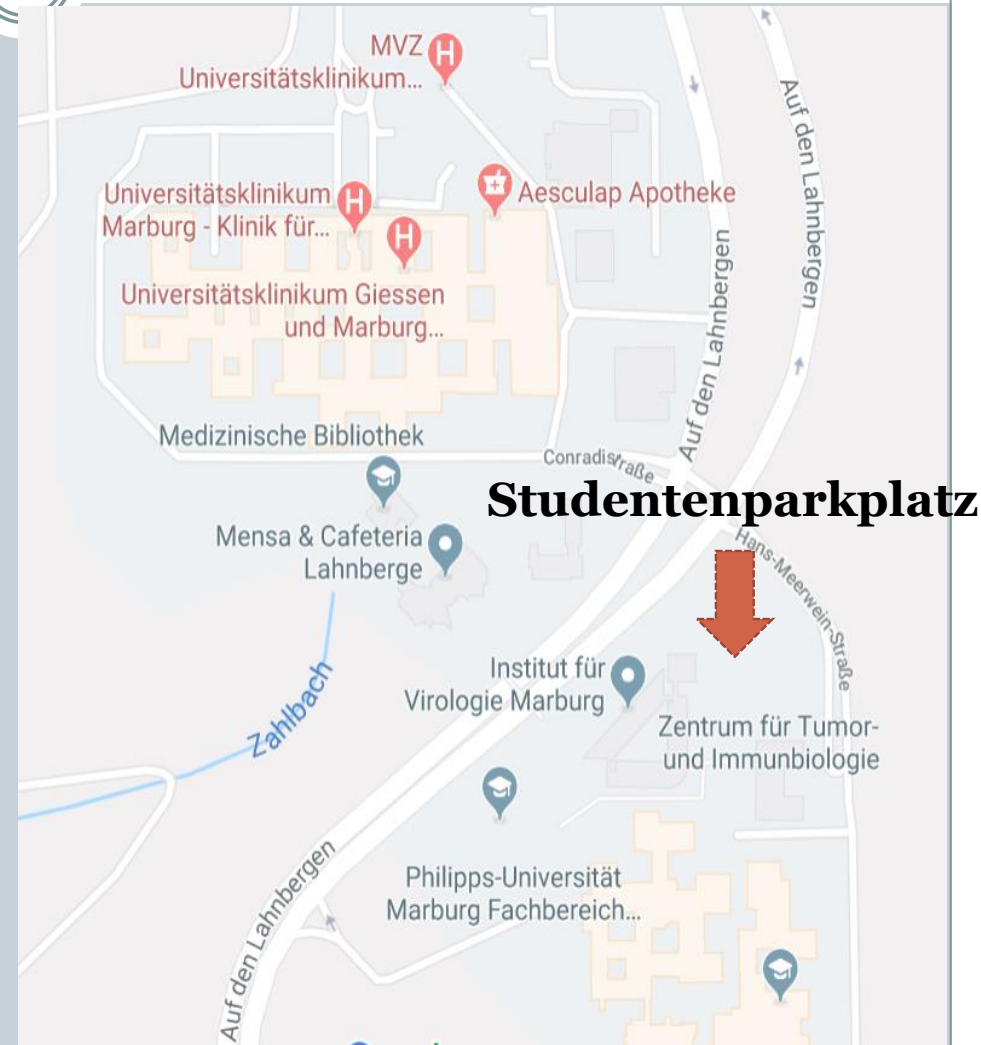 MVZ
Universitätsklinikum...
Auf den Lahnbergen
Universitätsklinikum
Marburg - Klinik für...
Aesculap Apotheke
Auf den Lahnbergen
Universitätsklinikum Giessen
und Marburg...
Medizinische Bibliothek
Conradistraße
Studentenparkplatz
Mensa & Cafeteria
Lahnberge
Hans-Meerwein-Straße
Institut für
Virologie Marburg
Zahlbach
Zentrum für Tumor-
und Immunbiologie
Philipps-Universität
Marburg Fachbereich...
Auf den Lahnbergen